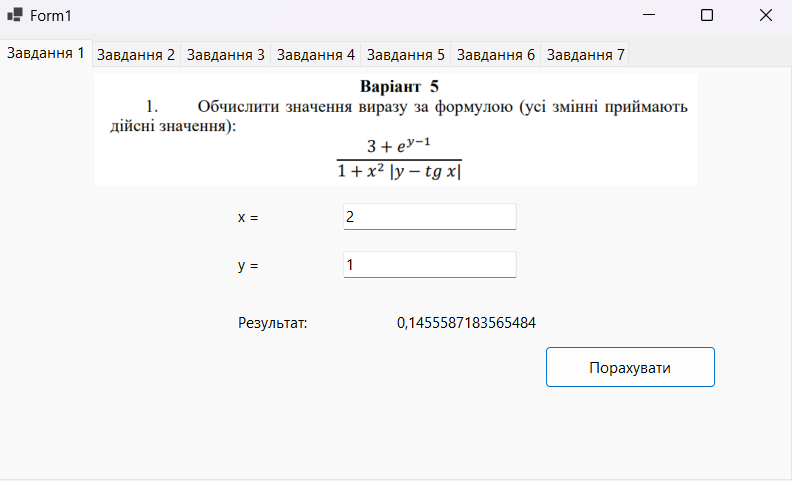 Form1
Завдання 1 Завдання 2 Завдання 3 Завдання 4 Завдання 5 Завдання 6 Завдання 7
Варіант 5
1. Обчислити значення виразу за формулою (усі змінні приймають
дійсні значення):
3 + e^{y−1}
1 + x² |y − tg x|
x = 2
y = 1
Результат: 0,1455587183565484
Порахувати